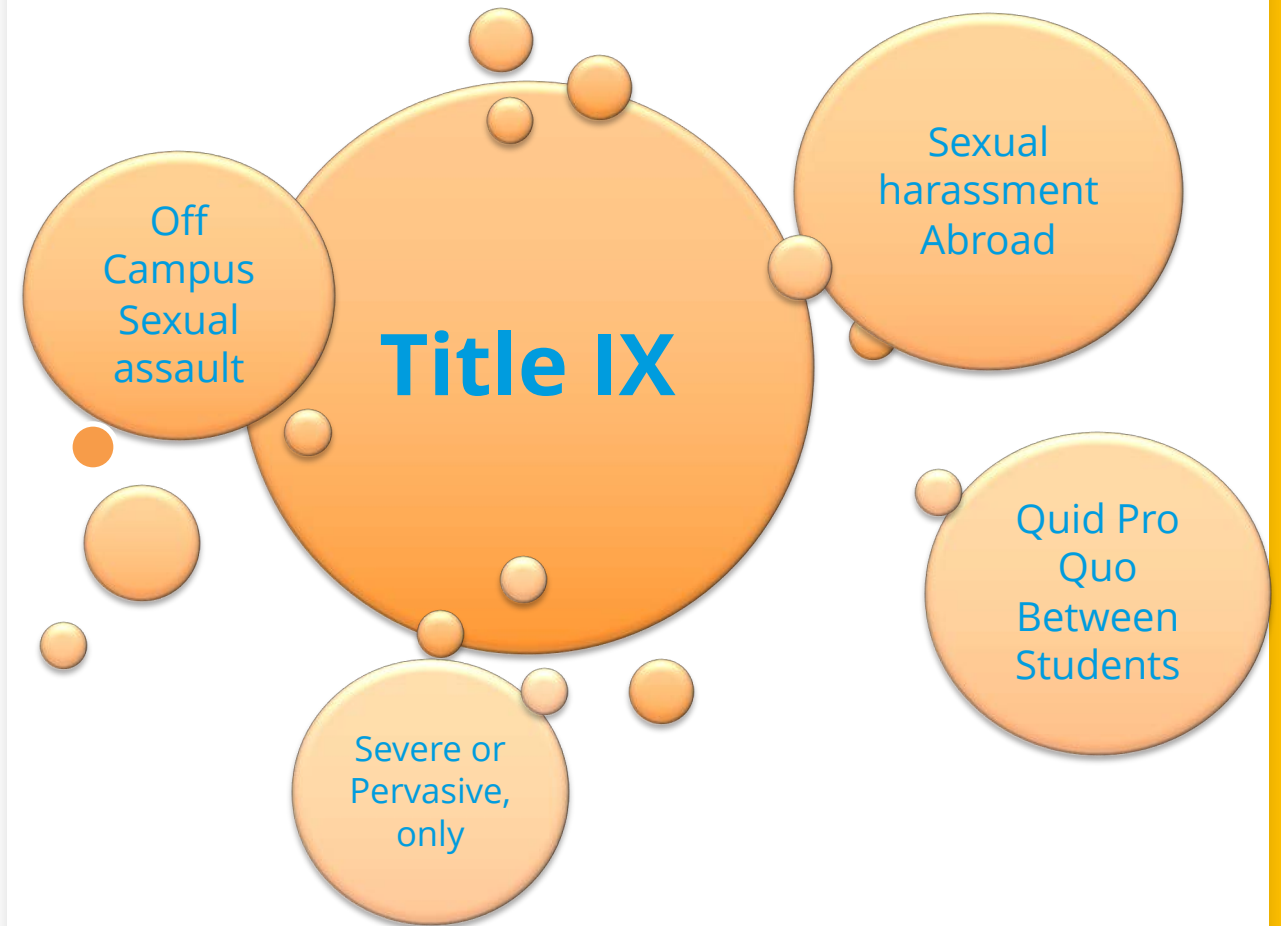 Title IX
Off
Campus
Sexual
assault
Sexual
harassment
Abroad
Quid Pro
Quo
Between
Students
Severe or
Pervasive,
only